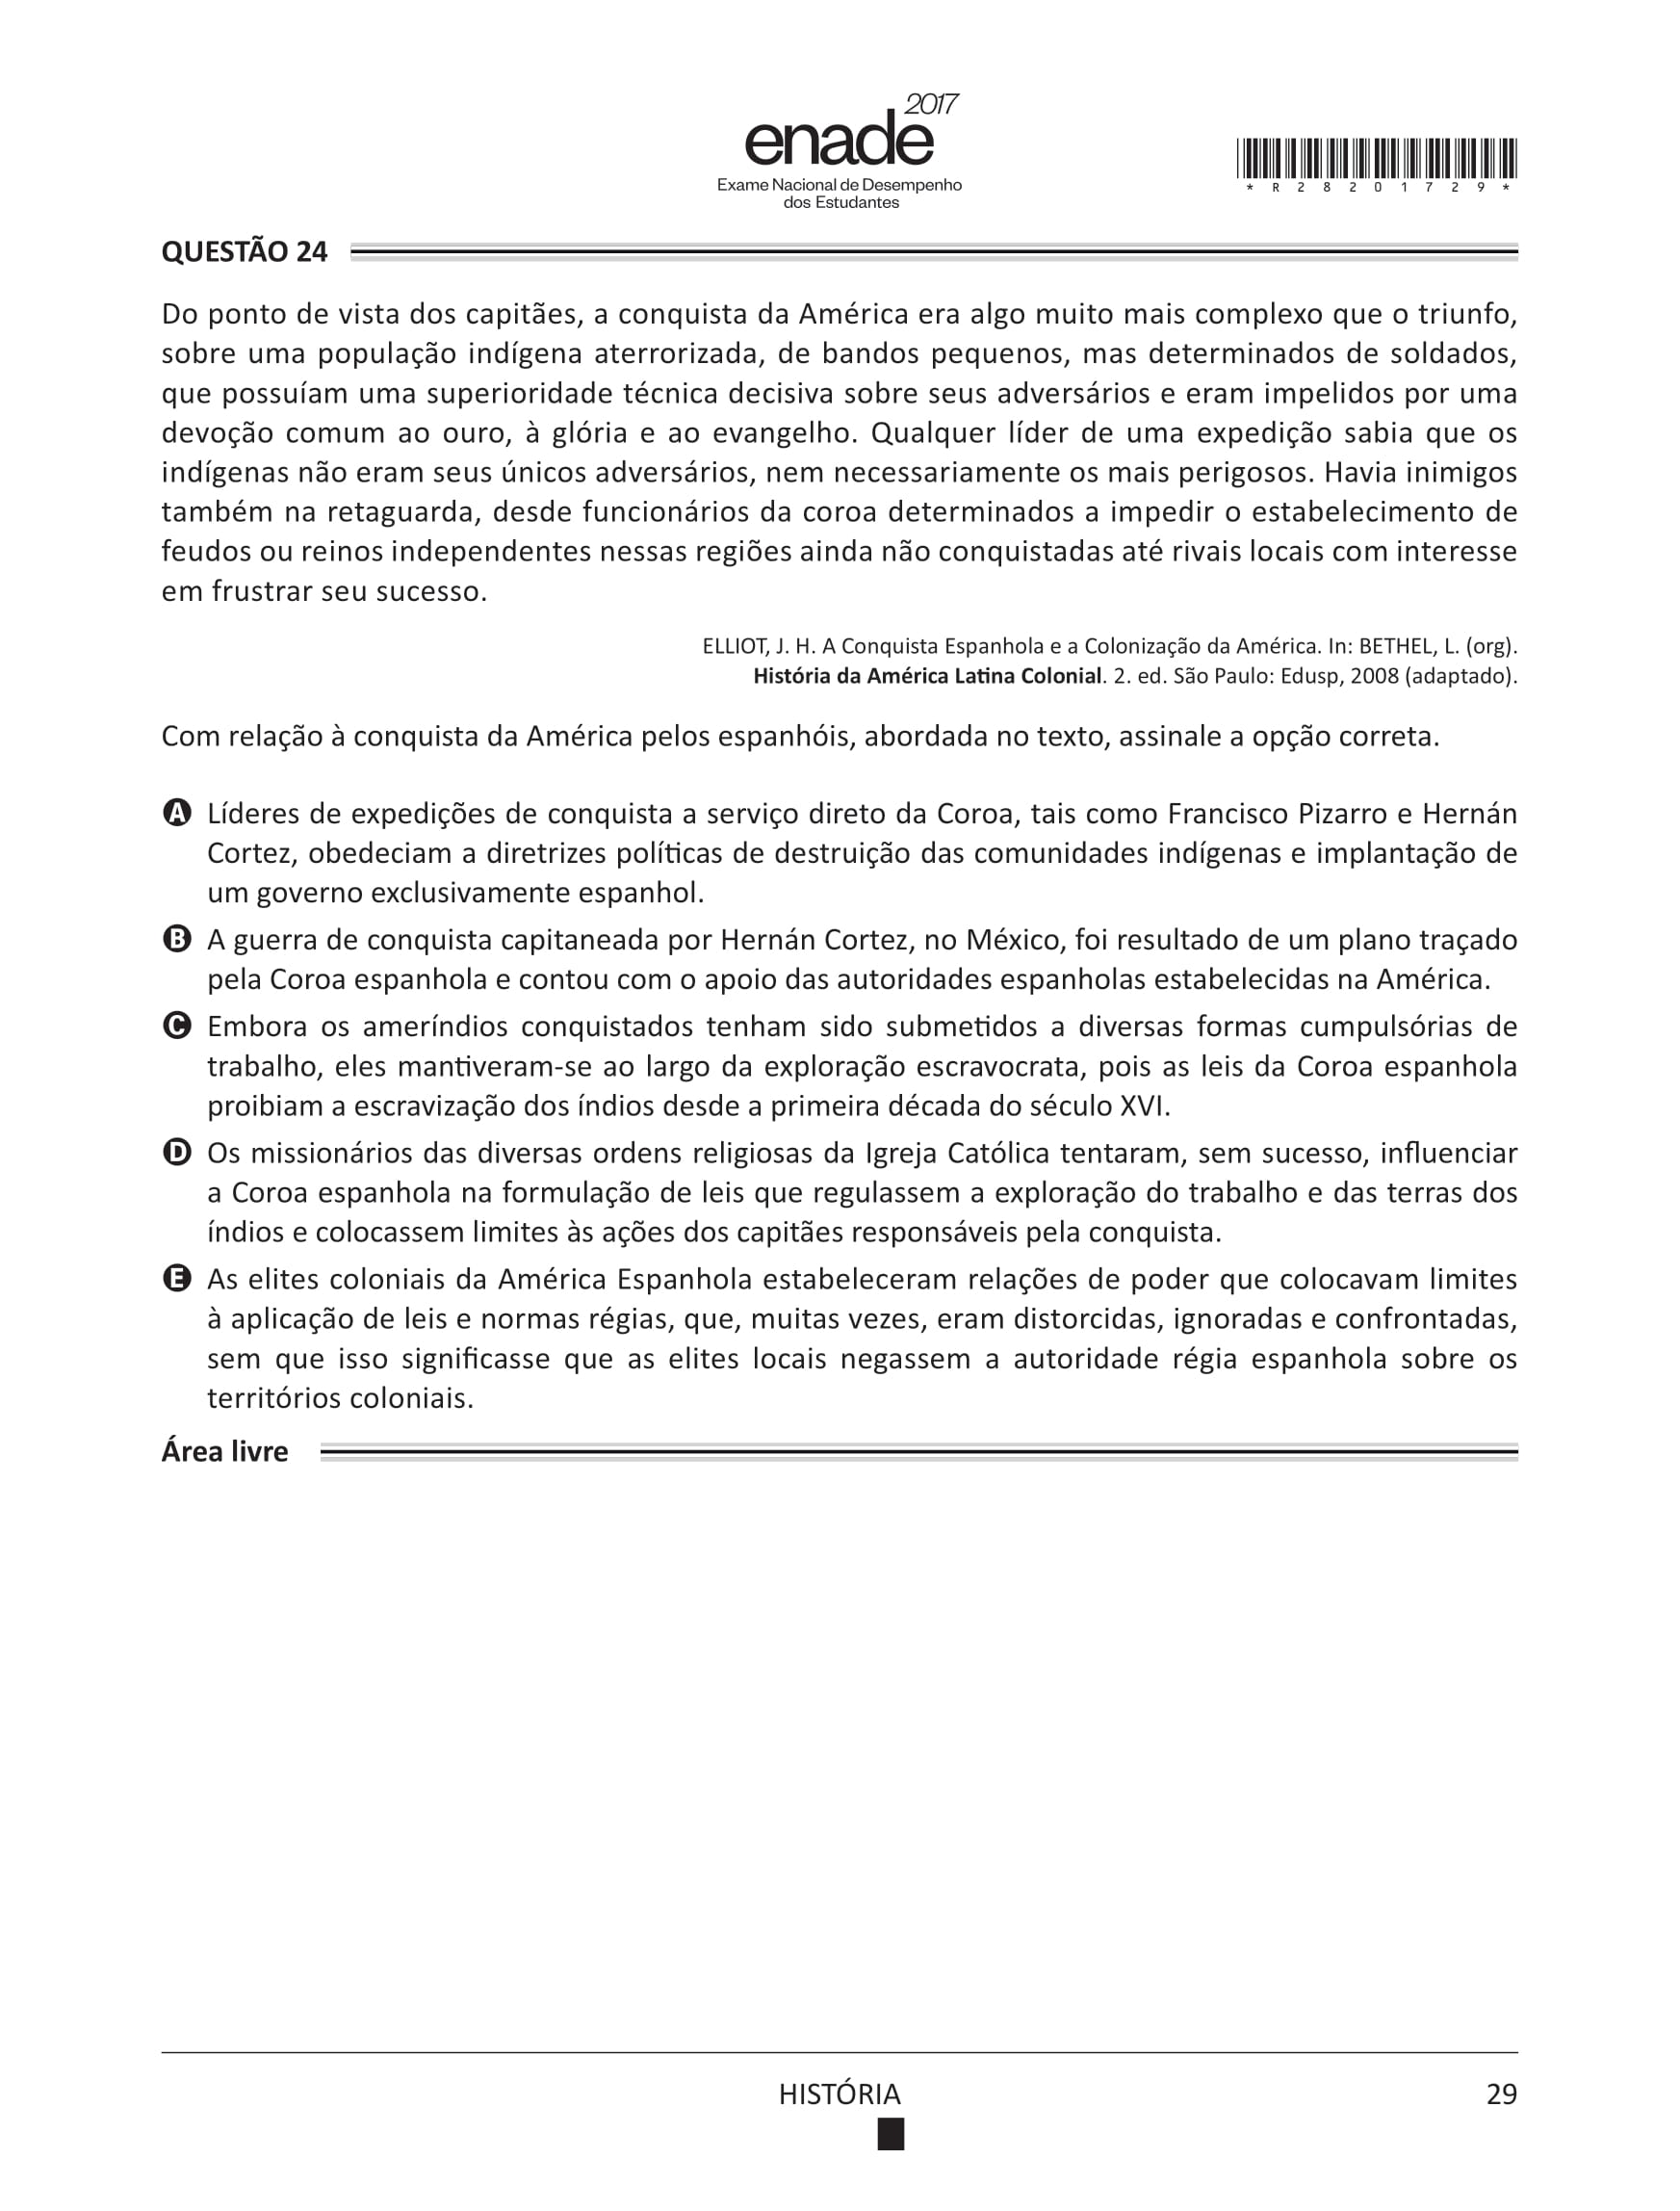 2017
enade
Exame Nacional de Desempenho
dos Estudantes
*R28201729*
QUESTÃO 24
Do ponto de vista dos capitães, a conquista da América era algo muito mais complexo que o triunfo,
sobre uma população indígena aterrorizada, de bandos pequenos, mas determinados de soldados,
que possuíam uma superioridade técnica decisiva sobre seus adversários e eram impelidos por uma
devoção comum ao ouro, à glória e ao evangelho. Qualquer líder de uma expedição sabia que os
indígenas não eram seus únicos adversários, nem necessariamente os mais perigosos. Havia inimigos
também na retaguarda, desde funcionários da coroa determinados a impedir o estabelecimento de
feudos ou reinos independentes nessas regiões ainda não conquistadas até rivais locais com interesse
em frustrar seu sucesso.
ELLIOT, J. H. A Conquista Espanhola e a Colonização da América. In: BETHEL, L. (org).
História da América Latina Colonial. 2. ed. São Paulo: Edusp, 2008 (adaptado).
Com relação à conquista da América pelos espanhóis, abordada no texto, assinale a opção correta.
A Líderes de expedições de conquista a serviço direto da Coroa, tais como Francisco Pizarro e Hernán
Cortez, obedeciam a diretrizes políticas de destruição das comunidades indígenas e implantação de
um governo exclusivamente espanhol.
B A guerra de conquista capitaneada por Hernán Cortez, no México, foi resultado de um plano traçado
pela Coroa espanhola e contou com o apoio das autoridades espanholas estabelecidas na América.
C Embora os ameríndios conquistados tenham sido submetidos a diversas formas cumpulsórias de
trabalho, eles mantiveram-se ao largo da exploração escravocrata, pois as leis da Coroa espanhola
proibiam a escravização dos índios desde a primeira década do século XVI.
D Os missionários das diversas ordens religiosas da Igreja Católica tentaram, sem sucesso, influenciar
a Coroa espanhola na formulação de leis que regulassem a exploração do trabalho e das terras dos
índios e colocassem limites às ações dos capitães responsáveis pela conquista.
E As elites coloniais da América Espanhola estabeleceram relações de poder que colocavam limites
à aplicação de leis e normas régias, que, muitas vezes, eram distorcidas, ignoradas e confrontadas,
sem que isso significasse que as elites locais negassem a autoridade régia espanhola sobre os
territórios coloniais.
Área livre
HISTÓRIA
29